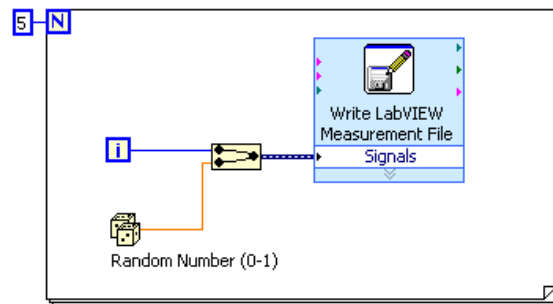 5 N
Write LabVIEW
Measurement File
Signals
i
Random Number (0-1)